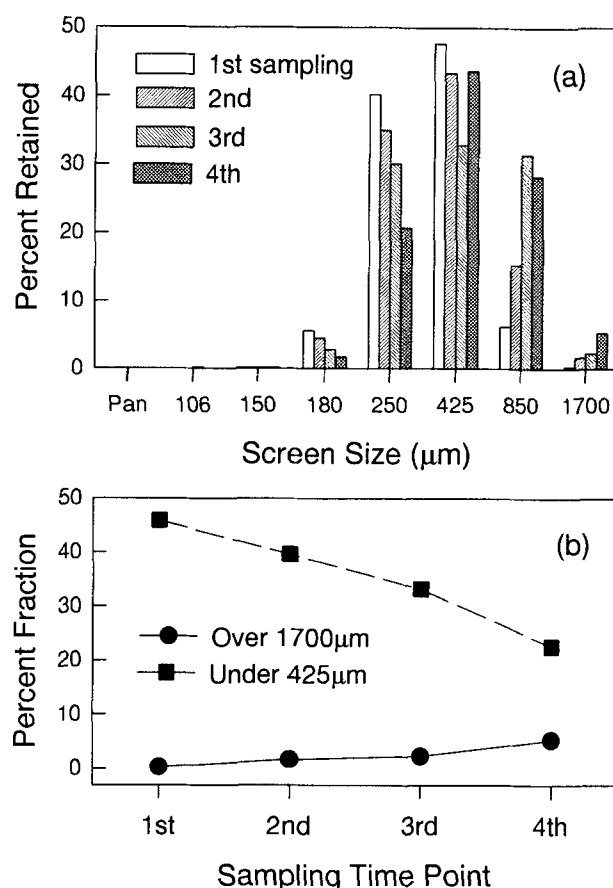 50
40
30
20
10
0
Percent Retained
1st sampling
2nd
3rd
4th
(a)
Pan 106 150 180 250 425 850 1700
Screen Size (μm)
50
40
30
20
10
0
Percent Fraction
(b)
Over 1700μm
Under 425μm
1st 2nd 3rd 4th
Sampling Time Point